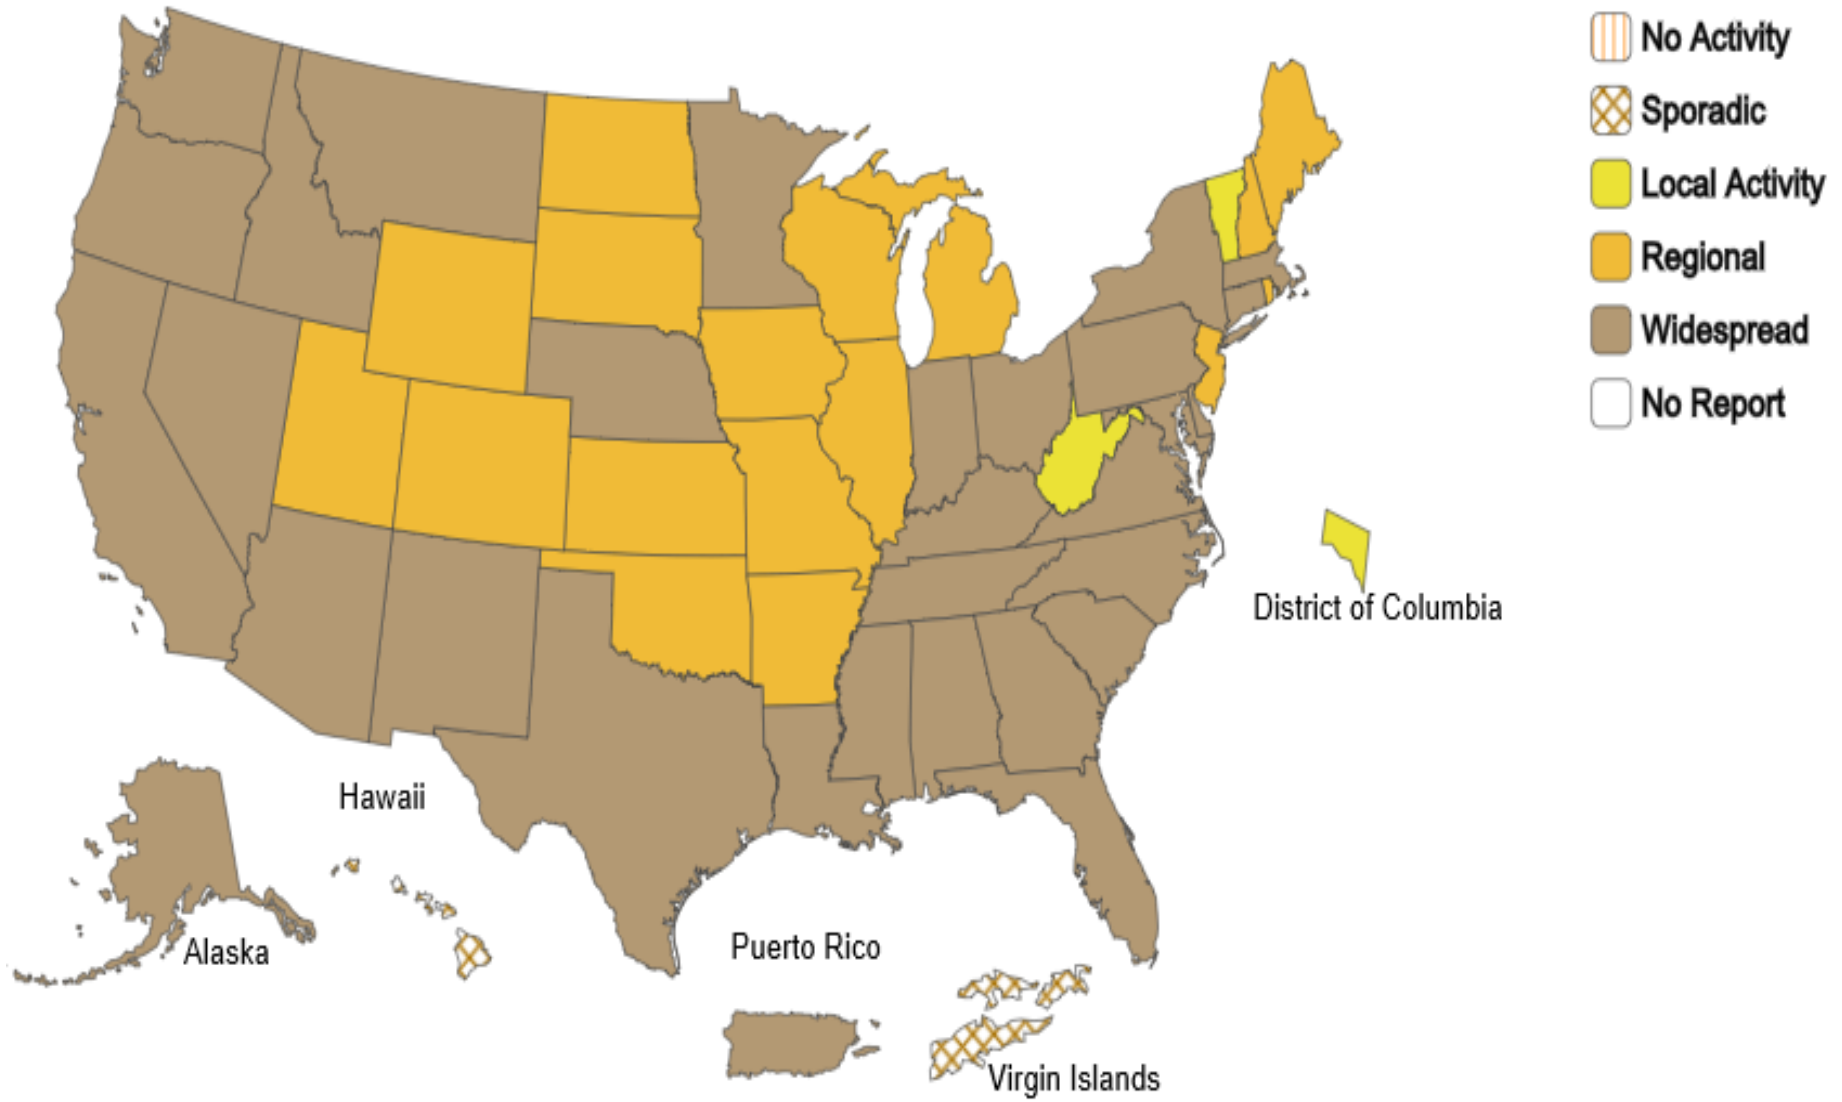 No Activity
Sporadic
Local Activity
Regional
Widespread
No Report
District of Columbia
Hawaii
Alaska
Puerto Rico
Virgin Islands